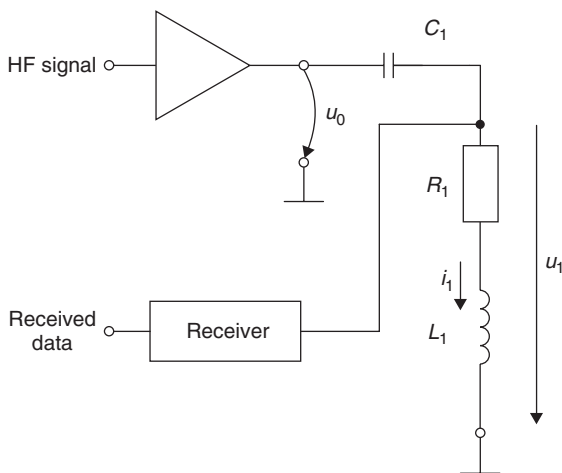 C₁
HF signal
u₀
R₁
i₁
u₁
Received
data
Receiver
L₁